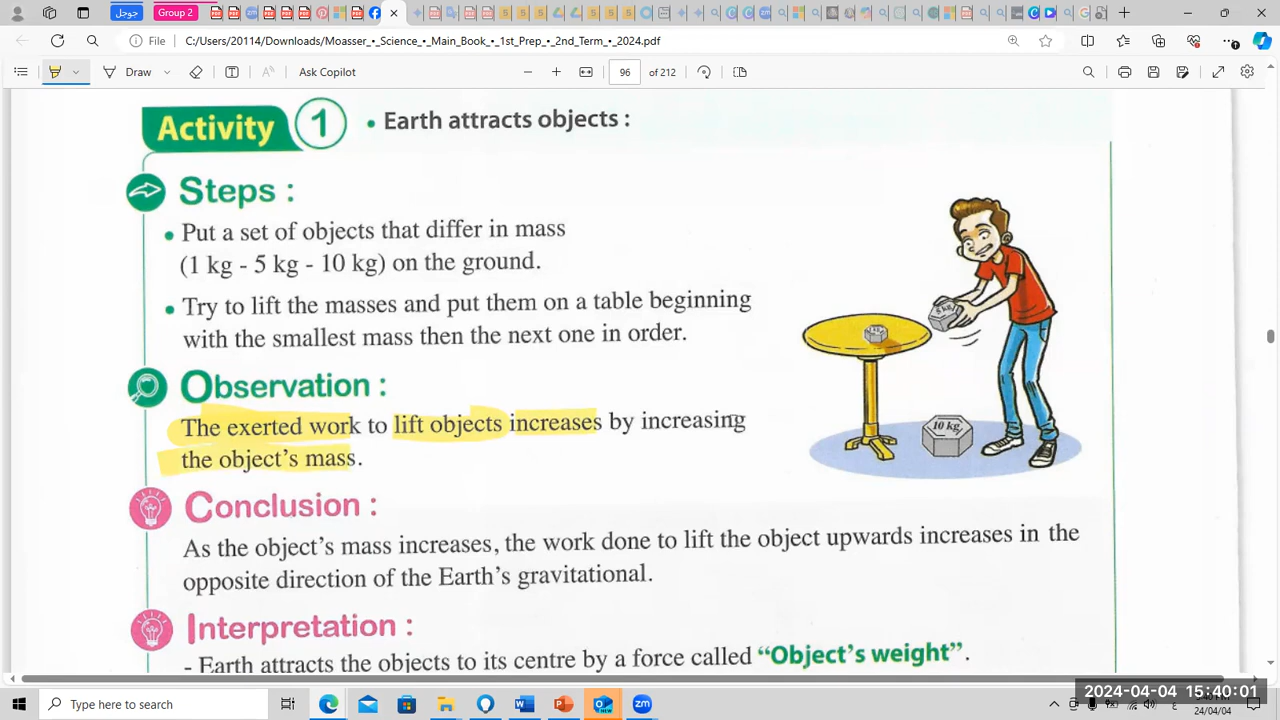 Group 2
جوجل
File
C:/Users/20114/Downloads/Moasser_•_Science_•_Main_Book_•_1st_Prep_•_2nd_Term_•_2024.pdf
Draw
Ask Copilot
96 of 212
Activity 1 • Earth attracts objects :
Steps :
• Put a set of objects that differ in mass
(1 kg - 5 kg - 10 kg) on the ground.
• Try to lift the masses and put them on a table beginning
with the smallest mass then the next one in order.
5 kg
10 kg
Observation :
The exerted work to lift objects increases by increasing
the object's mass.
Conclusion :
As the object's mass increases, the work done to lift the object upwards increases in the
opposite direction of the Earth's gravitational.
Interpretation :
- Earth attracts the objects to its centre by a force called “Object's weight”.
Type here to search
2024-04-04 15:40:01
24/04/04